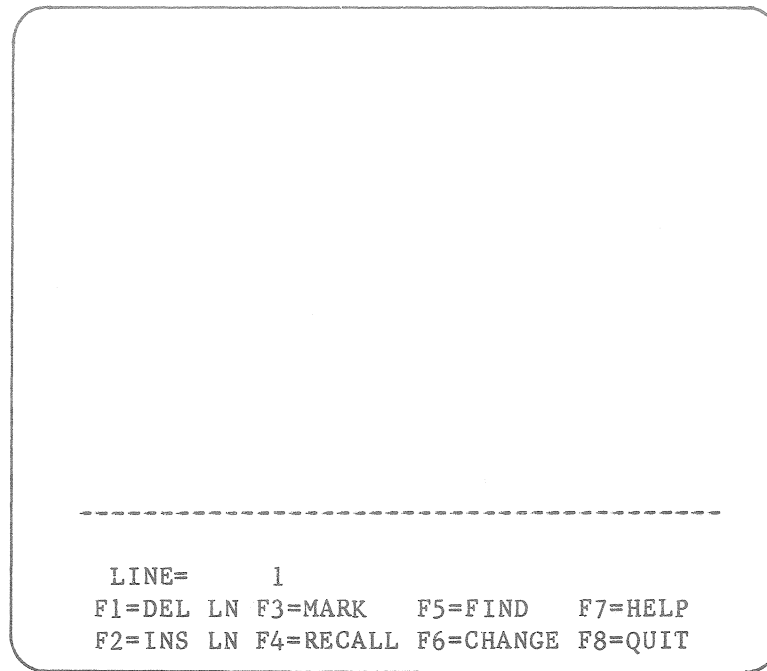 ----------------------------------------
LINE= 1
F1=DEL LN F3=MARK F5=FIND F7=HELP
F2=INS LN F4=RECALL F6=CHANGE F8=QUIT